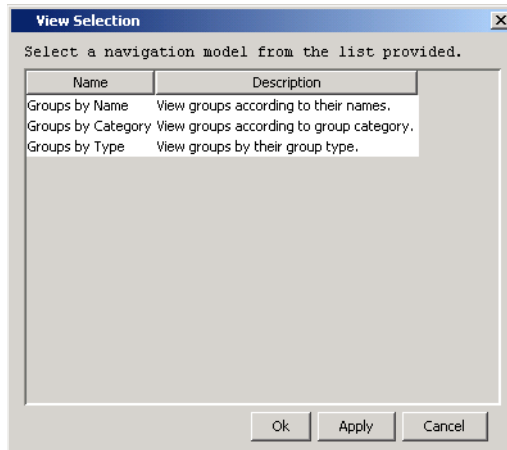 View Selection
Select a navigation model from the list provided.
Name Description
Groups by Name View groups according to their names.
Groups by Category View groups according to group category.
Groups by Type View groups by their group type.
Ok Apply Cancel